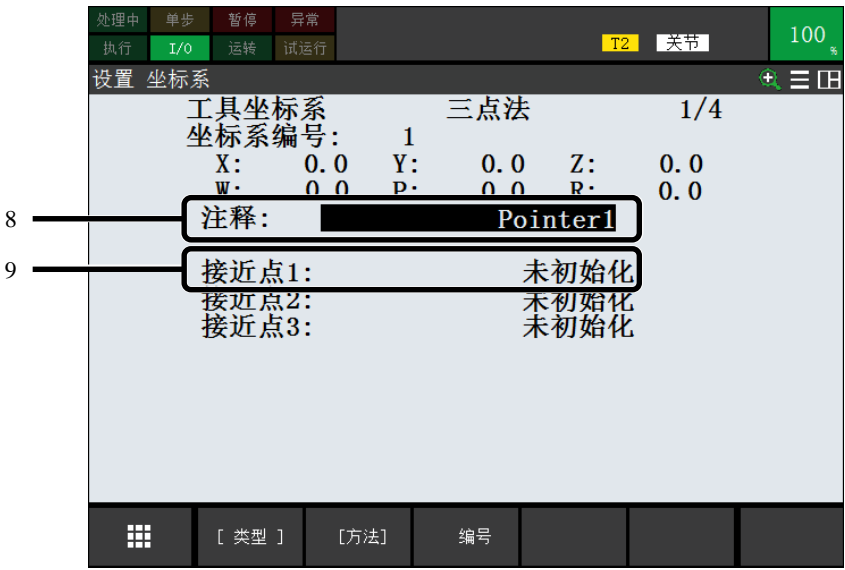 处理中 单步 暂停 异常
执行 I/O 运转 试运行 T2 关节 100 %
设置 坐标系
工具坐标系 三点法 1/4
坐标系编号: 1
X: 0.0 Y: 0.0 Z: 0.0
W: 0.0 P: 0.0 R: 0.0
8 注释: Pointer1
9 接近点1: 未初始化
接近点2: 未初始化
接近点3: 未初始化
[ 类型 ] [方法] 编号